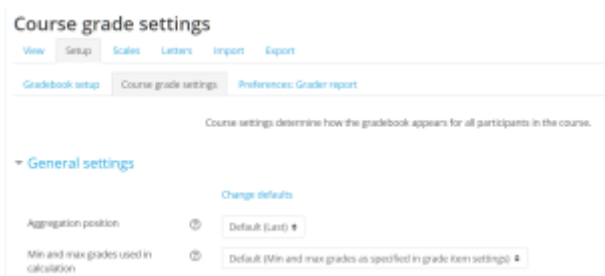 Course grade settings
View Setup Scales Letters Import Export
Gradebook setup Course grade settings Preferences: Grader report
Course settings determine how the gradebook appears for all participants in the course.
General settings
Change defaults
Aggregation position Default (Last)
Min and max grades used in Default (Min and max grades as specified in grade item settings)
calculation